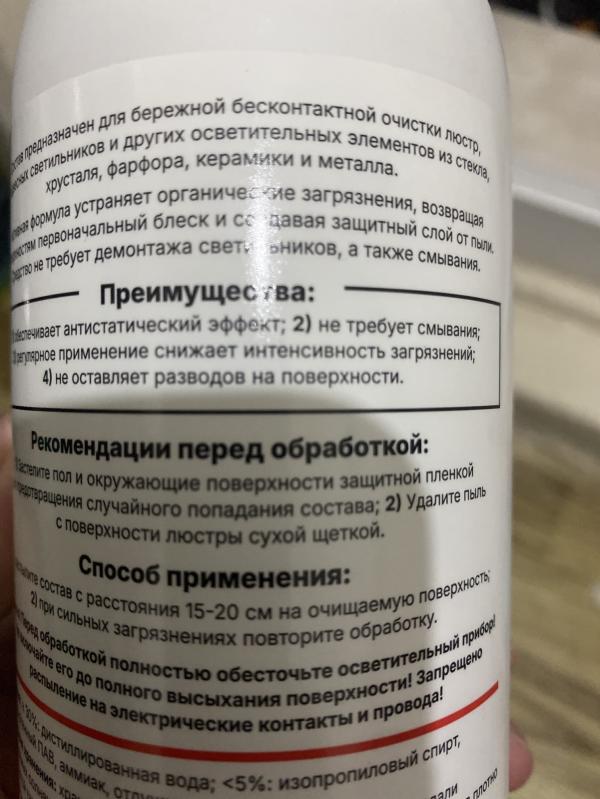 предназначен для бережной бесконтактной очистки люстр,
светильников и других осветительных элементов из стекла,
хрусталя, фарфора, керамики и металла.
формула устраняет органические загрязнения, возвращая
первоначальный блеск и создавая защитный слой от пыли.
не требует демонтажа светильников, а также смывания.
Преимущества:
обеспечивает антистатический эффект; 2) не требует смывания;
регулярное применение снижает интенсивность загрязнений;
4) не оставляет разводов на поверхности.
Рекомендации перед обработкой:
Застелите пол и окружающие поверхности защитной пленкой
предотвращения случайного попадания состава; 2) Удалите пыль
с поверхности люстры сухой щеткой.
Способ применения:
состав с расстояния 15-20 см на очищаемую поверхность;
2) при сильных загрязнениях повторите обработку.
Перед обработкой полностью обесточьте осветительный прибор!
включайте его до полного высыхания поверхности! Запрещено
распыление на электрические контакты и провода!
30%: дистиллированная вода; <5%: изопропиловый спирт,
ПАВ, аммиак,
хранения:
плотно